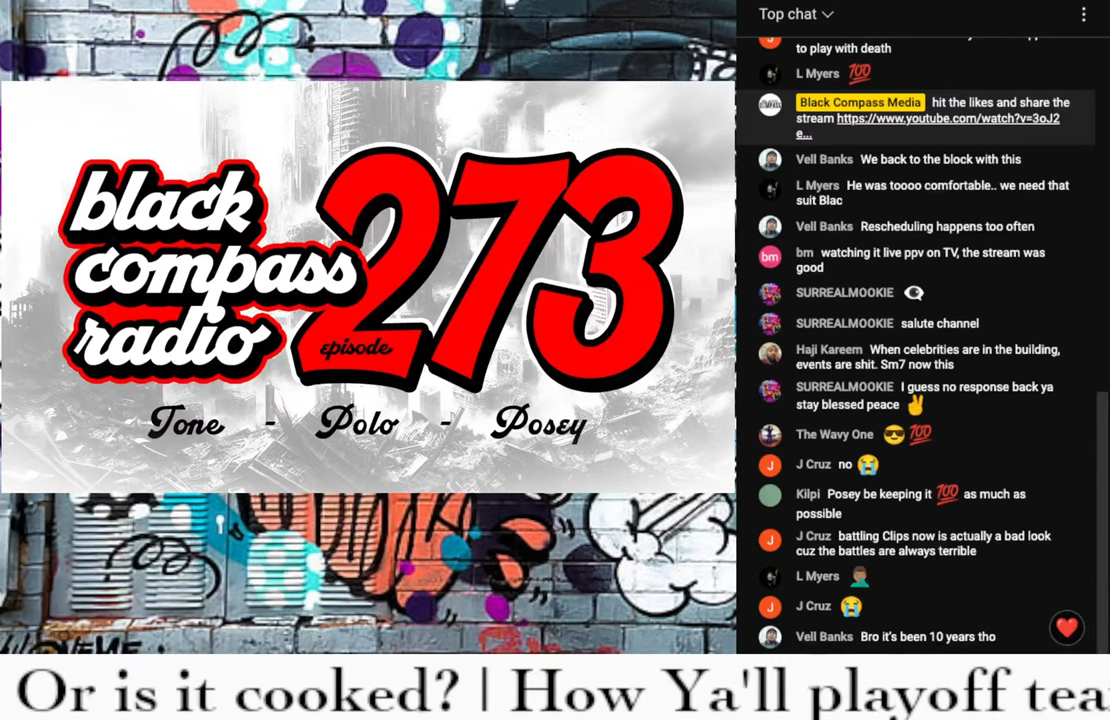 Top chat
to play with death
L Myers 💯
Black Compass Media hit the likes and share the
stream https://www.youtube.com/watch?v=3oJ2
e...
Vell Banks We back to the block with this
L Myers He was toooo comfortable.. we need that
suit Blac
Vell Banks Rescheduling happens too often
bm bm watching it live ppv on TV, the stream was
good
SURREALMOOKIE 👁️‍🗨️
SURREALMOOKIE salute channel
Haji Kareem When celebrities are in the building,
events are shit. Sm7 now this
SURREALMOOKIE I guess no response back ya
stay blessed peace ✌️
The Wavy One 😎💯
J J Cruz no 😭
Kilpi Posey be keeping it 💯 as much as
possible
J J Cruz battling Clips now is actually a bad look
cuz the battles are always terrible
L Myers 🤦🏾‍♂️
J J Cruz 😭
Vell Banks Bro it's been 10 years tho
black
compass
radio
273
episode
Tone - Polo - Posey
Or is it cooked? | How Ya'll playoff tea